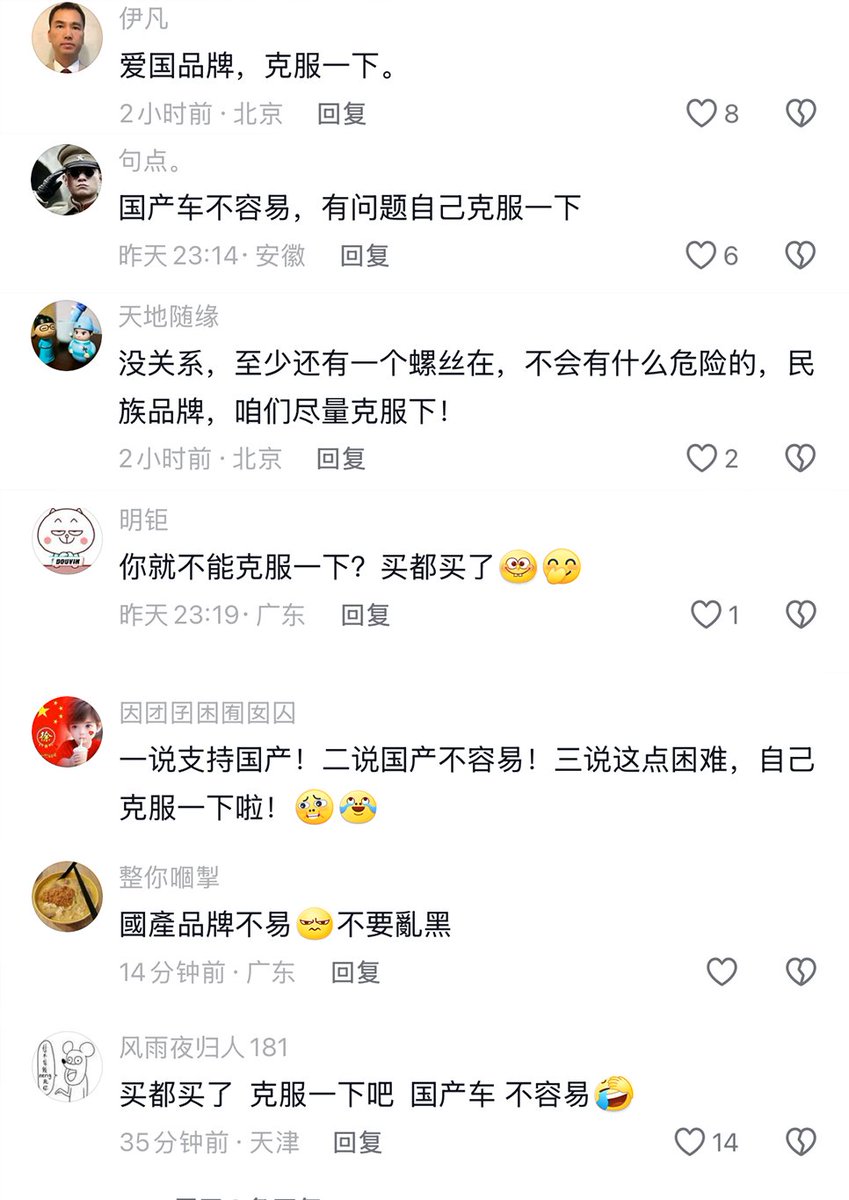 伊凡
爱国品牌，克服一下。
2小时前·北京 回复 8
句点。
国产车不容易，有问题自己克服一下
昨天23:14·安徽 回复 6
天地随缘
没关系，至少还有一个螺丝在，不会有什么危险的，民
族品牌，咱们尽量克服下！
2小时前·北京 回复 2
明钜
DOUYIN
你就不能克服一下？买都买了
昨天23:19·广东 回复 1
因团囝困囿囡囚
徐
一说支持国产！二说国产不容易！三说这点困难，自己
克服一下啦！
整你嗰掣
國產品牌不易 不要亂黑
14分钟前·广东 回复
风雨夜归人181
买都买了 克服一下吧 国产车 不容易
35分钟前·天津 回复 14